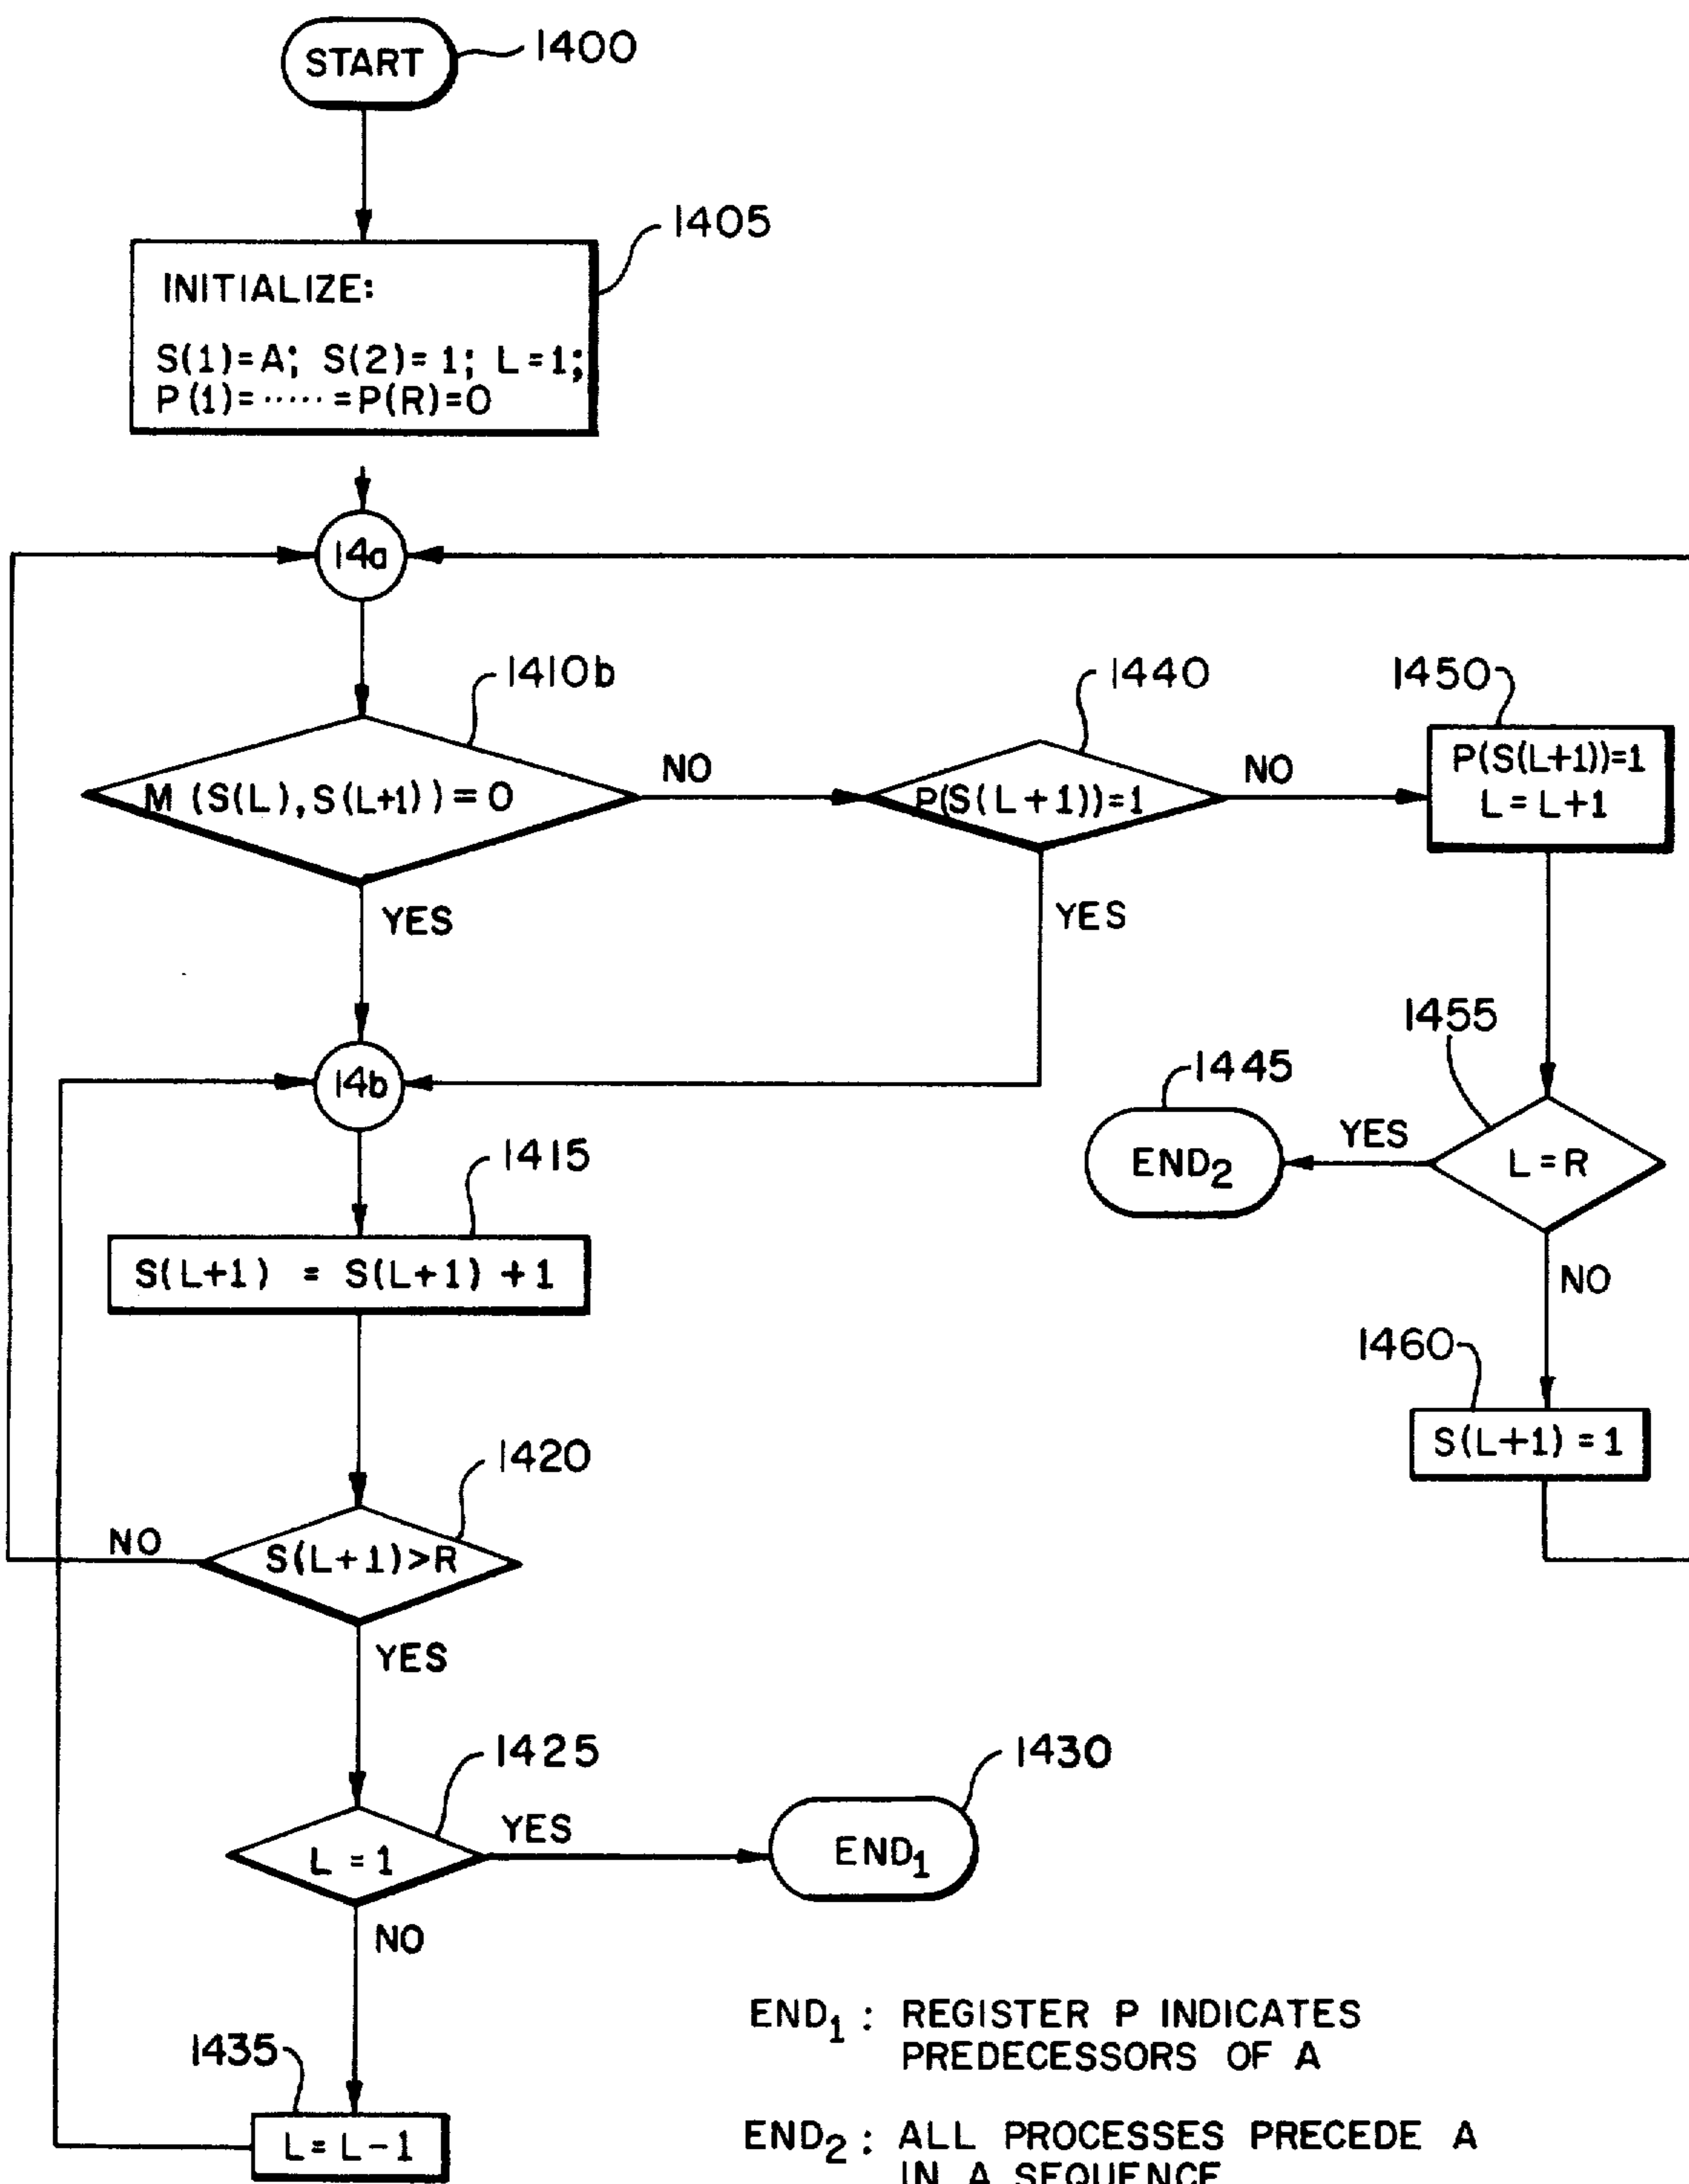 START
1400
1405
INITIALIZE:
S(1)=A; S(2)=1; L=1;
P(1)=·····=P(R)=0
14a
1410b
1440
1450
M (S(L),S(L+1))=0
NO
P(S(L+1))=1
NO
P(S(L+1))=1
L=L+1
YES
YES
14b
1455
1445
END2
YES
L=R
1415
S(L+1) = S(L+1) +1
NO
1460
S(L+1)=1
1420
NO
S(L+1)>R
YES
1425
1430
L=1
YES
END1
NO
1435
L=L-1
END1: REGISTER P INDICATES
PREDECESSORS OF A
END2: ALL PROCESSES PRECEDE A
IN A SEQUENCE